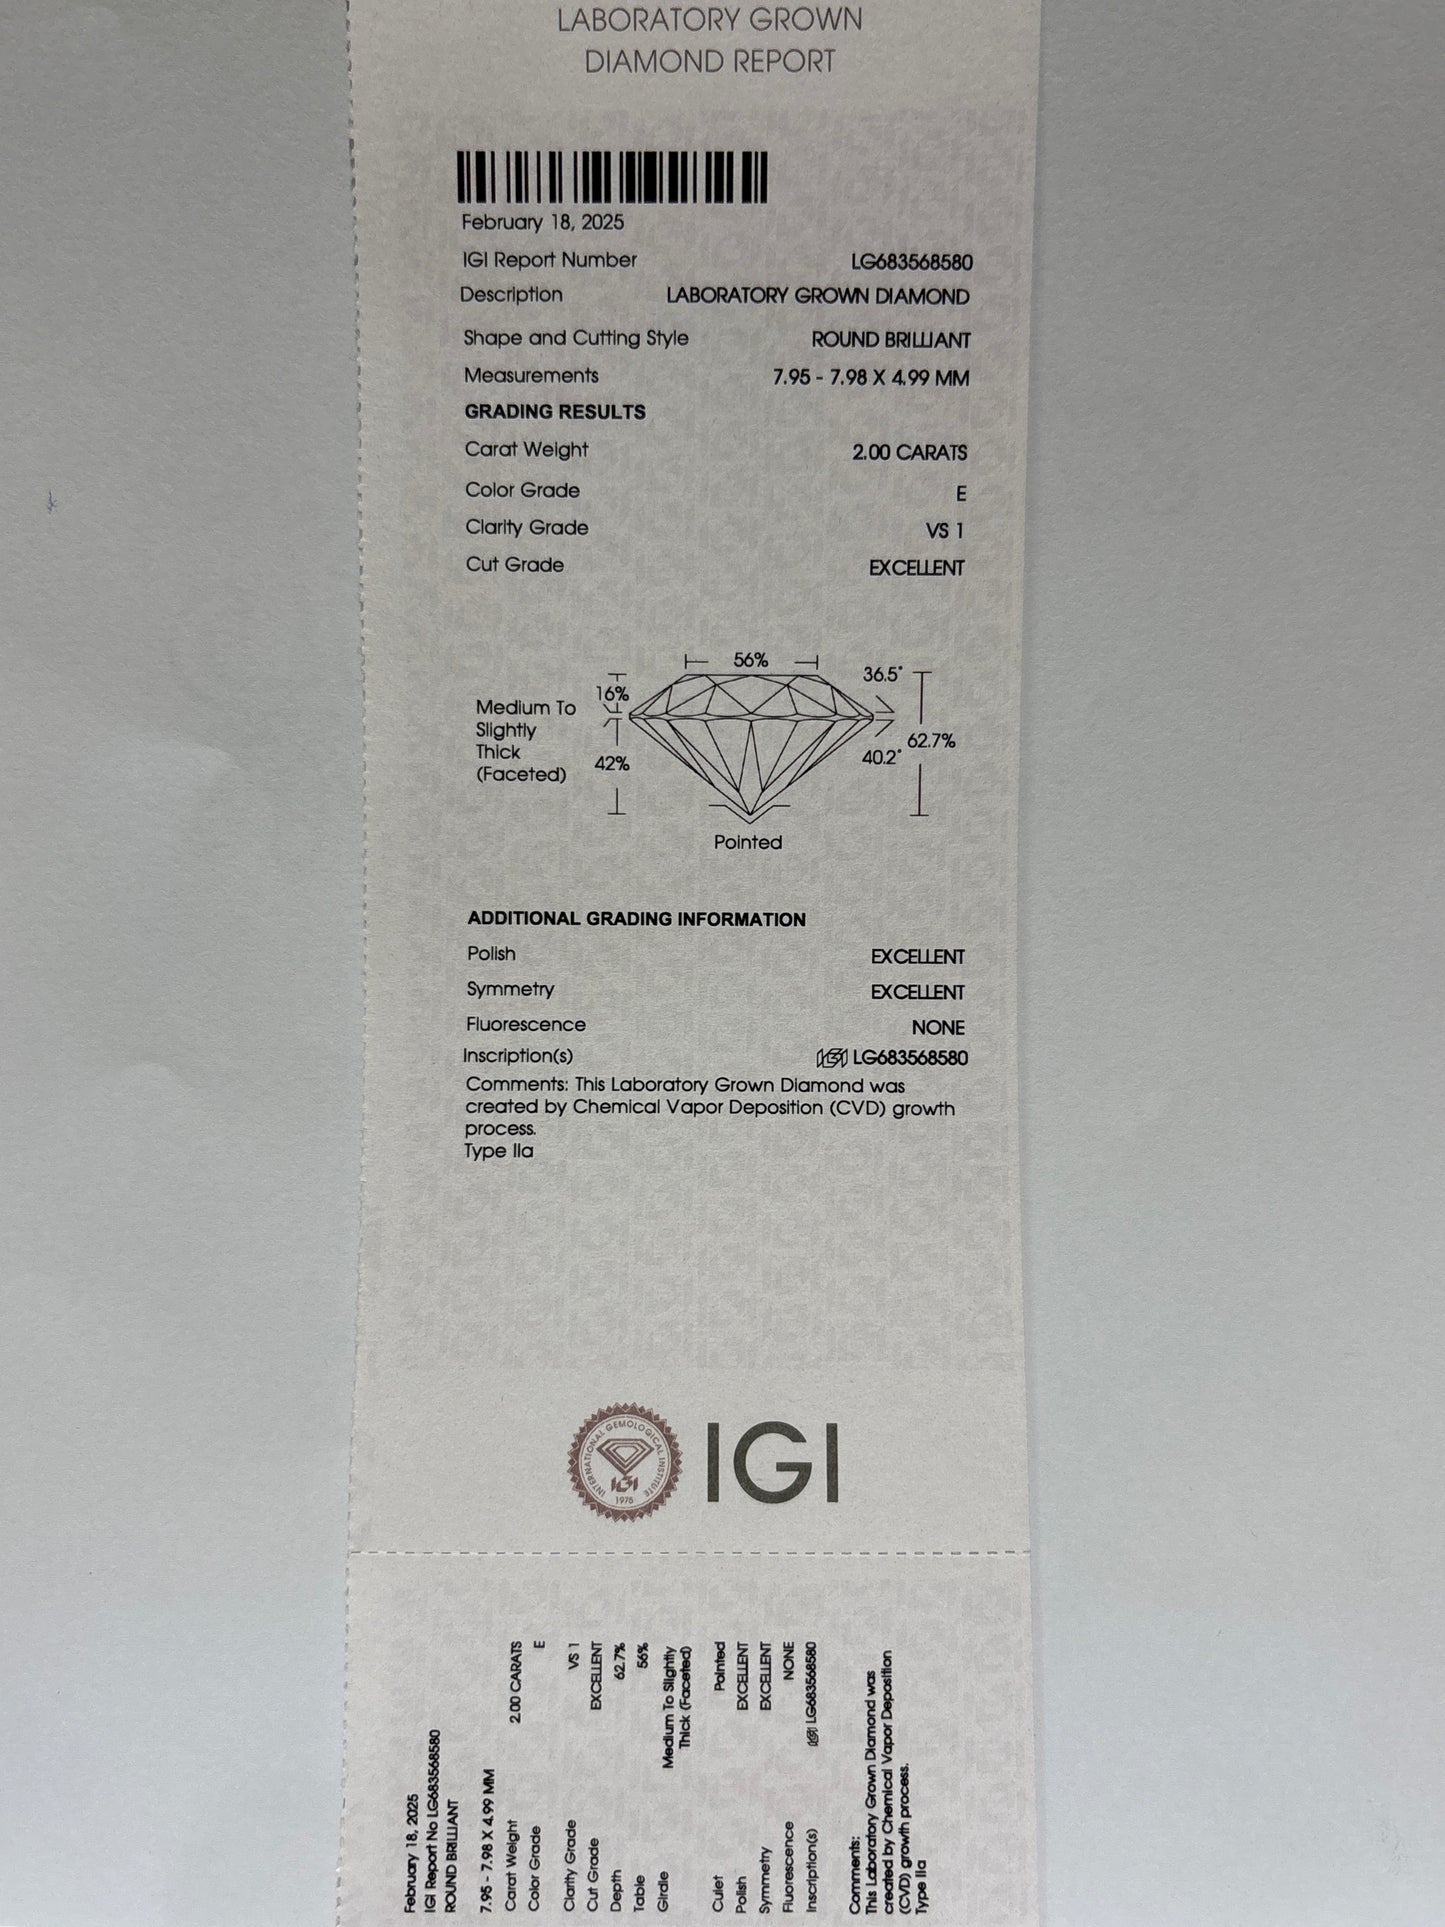 LABORATORY GROWN
DIAMOND REPORT
February 18, 2025
IGI Report Number LG683568580
Description LABORATORY GROWN DIAMOND
Shape and Cutting Style ROUND BRILLIANT
Measurements 7.95 - 7.98 X 4.99 MM
GRADING RESULTS
Carat Weight 2.00 CARATS
Color Grade E
Clarity Grade VS 1
Cut Grade EXCELLENT
56%
36.5°
16%
Medium To
Slightly
Thick
(Faceted)
62.7%
40.2°
42%
Pointed
ADDITIONAL GRADING INFORMATION
Polish EXCELLENT
Symmetry EXCELLENT
Fluorescence NONE
Inscription(s) IGI LG683568580
Comments: This Laboratory Grown Diamond was
created by Chemical Vapor Deposition (CVD) growth
process.
Type IIa
INTERNATIONAL GEMOLOGICAL INSTITUTE
IGI
1975
IGI
February 18, 2025
IGI Report No LG683568580
ROUND BRILLIANT
7.95 - 7.98 X 4.99 MM
Carat Weight 2.00 CARATS
Color Grade E
Clarity Grade VS 1
Cut Grade EXCELLENT
Depth 62.7%
Table 56%
Girdle Medium To Slightly
Thick (Faceted)
Culet Pointed
Polish EXCELLENT
Symmetry EXCELLENT
Fluorescence NONE
Inscription(s) IGI LG683568580
Comments:
This Laboratory Grown Diamond was
created by Chemical Vapor Deposition
(CVD) growth process.
Type IIa